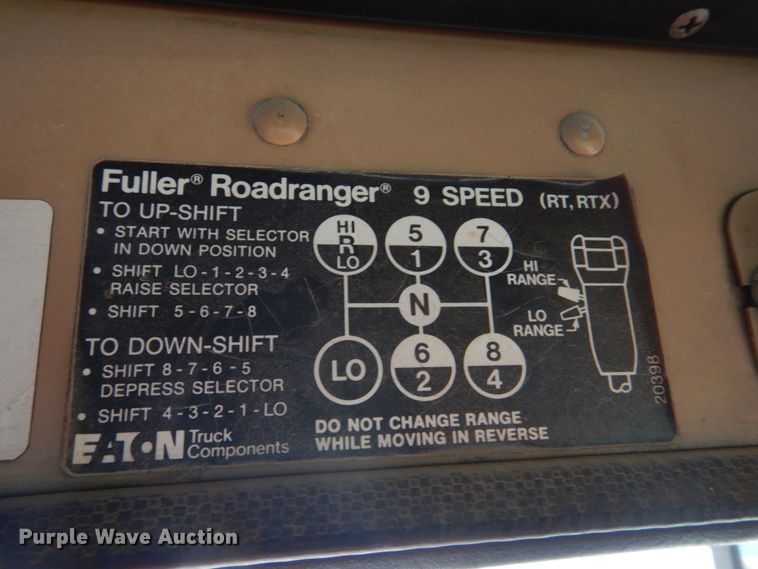 Fuller® Roadranger® 9 SPEED (RT, RTX)
TO UP-SHIFT
• START WITH SELECTOR
IN DOWN POSITION
• SHIFT LO-1-2-3-4
RAISE SELECTOR
• SHIFT 5-6-7-8
TO DOWN-SHIFT
• SHIFT 8-7-6-5
DEPRESS SELECTOR
• SHIFT 4-3-2-1-LO
EATON Truck
Components
HI
R
LO
5
1
7
3
N
LO
6
2
8
4
HI
RANGE
LO
RANGE
20398
DO NOT CHANGE RANGE
WHILE MOVING IN REVERSE
Purple Wave Auction